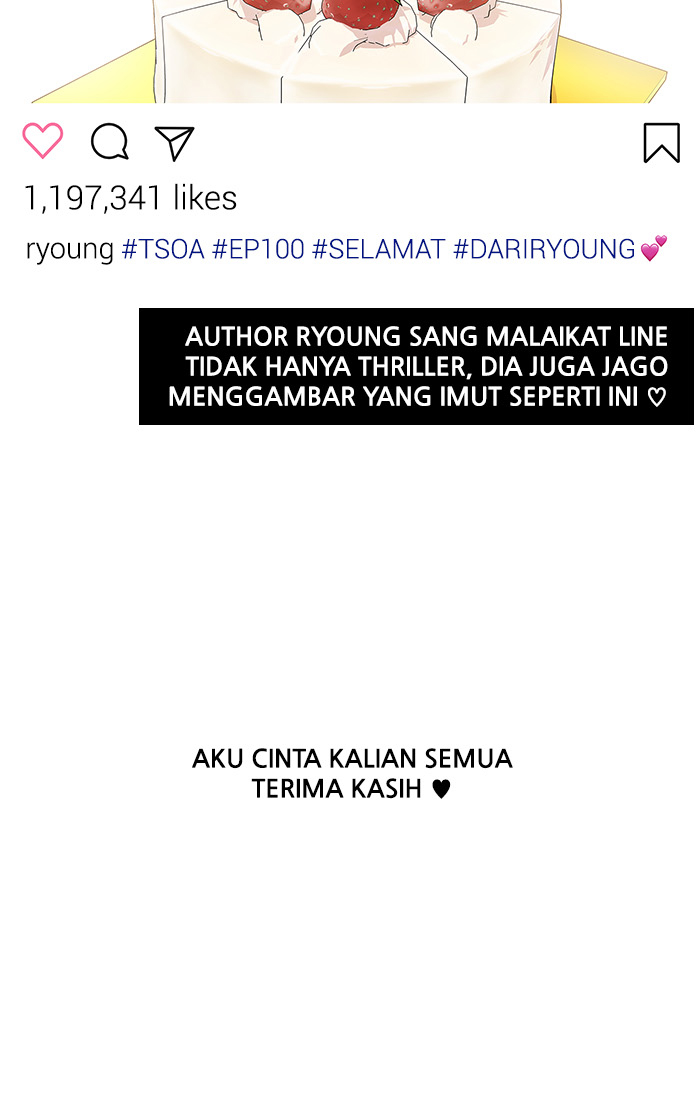 1,197,341 likes
ryoung #TSOA #EP100 #SELAMAT #DARIRYOUNG💕
AUTHOR RYOUNG SANG MALAIKAT LINE
TIDAK HANYA THRILLER, DIA JUGA JAGO
MENGGAMBAR YANG IMUT SEPERTI INI ♡
AKU CINTA KALIAN SEMUA
TERIMA KASIH ♥